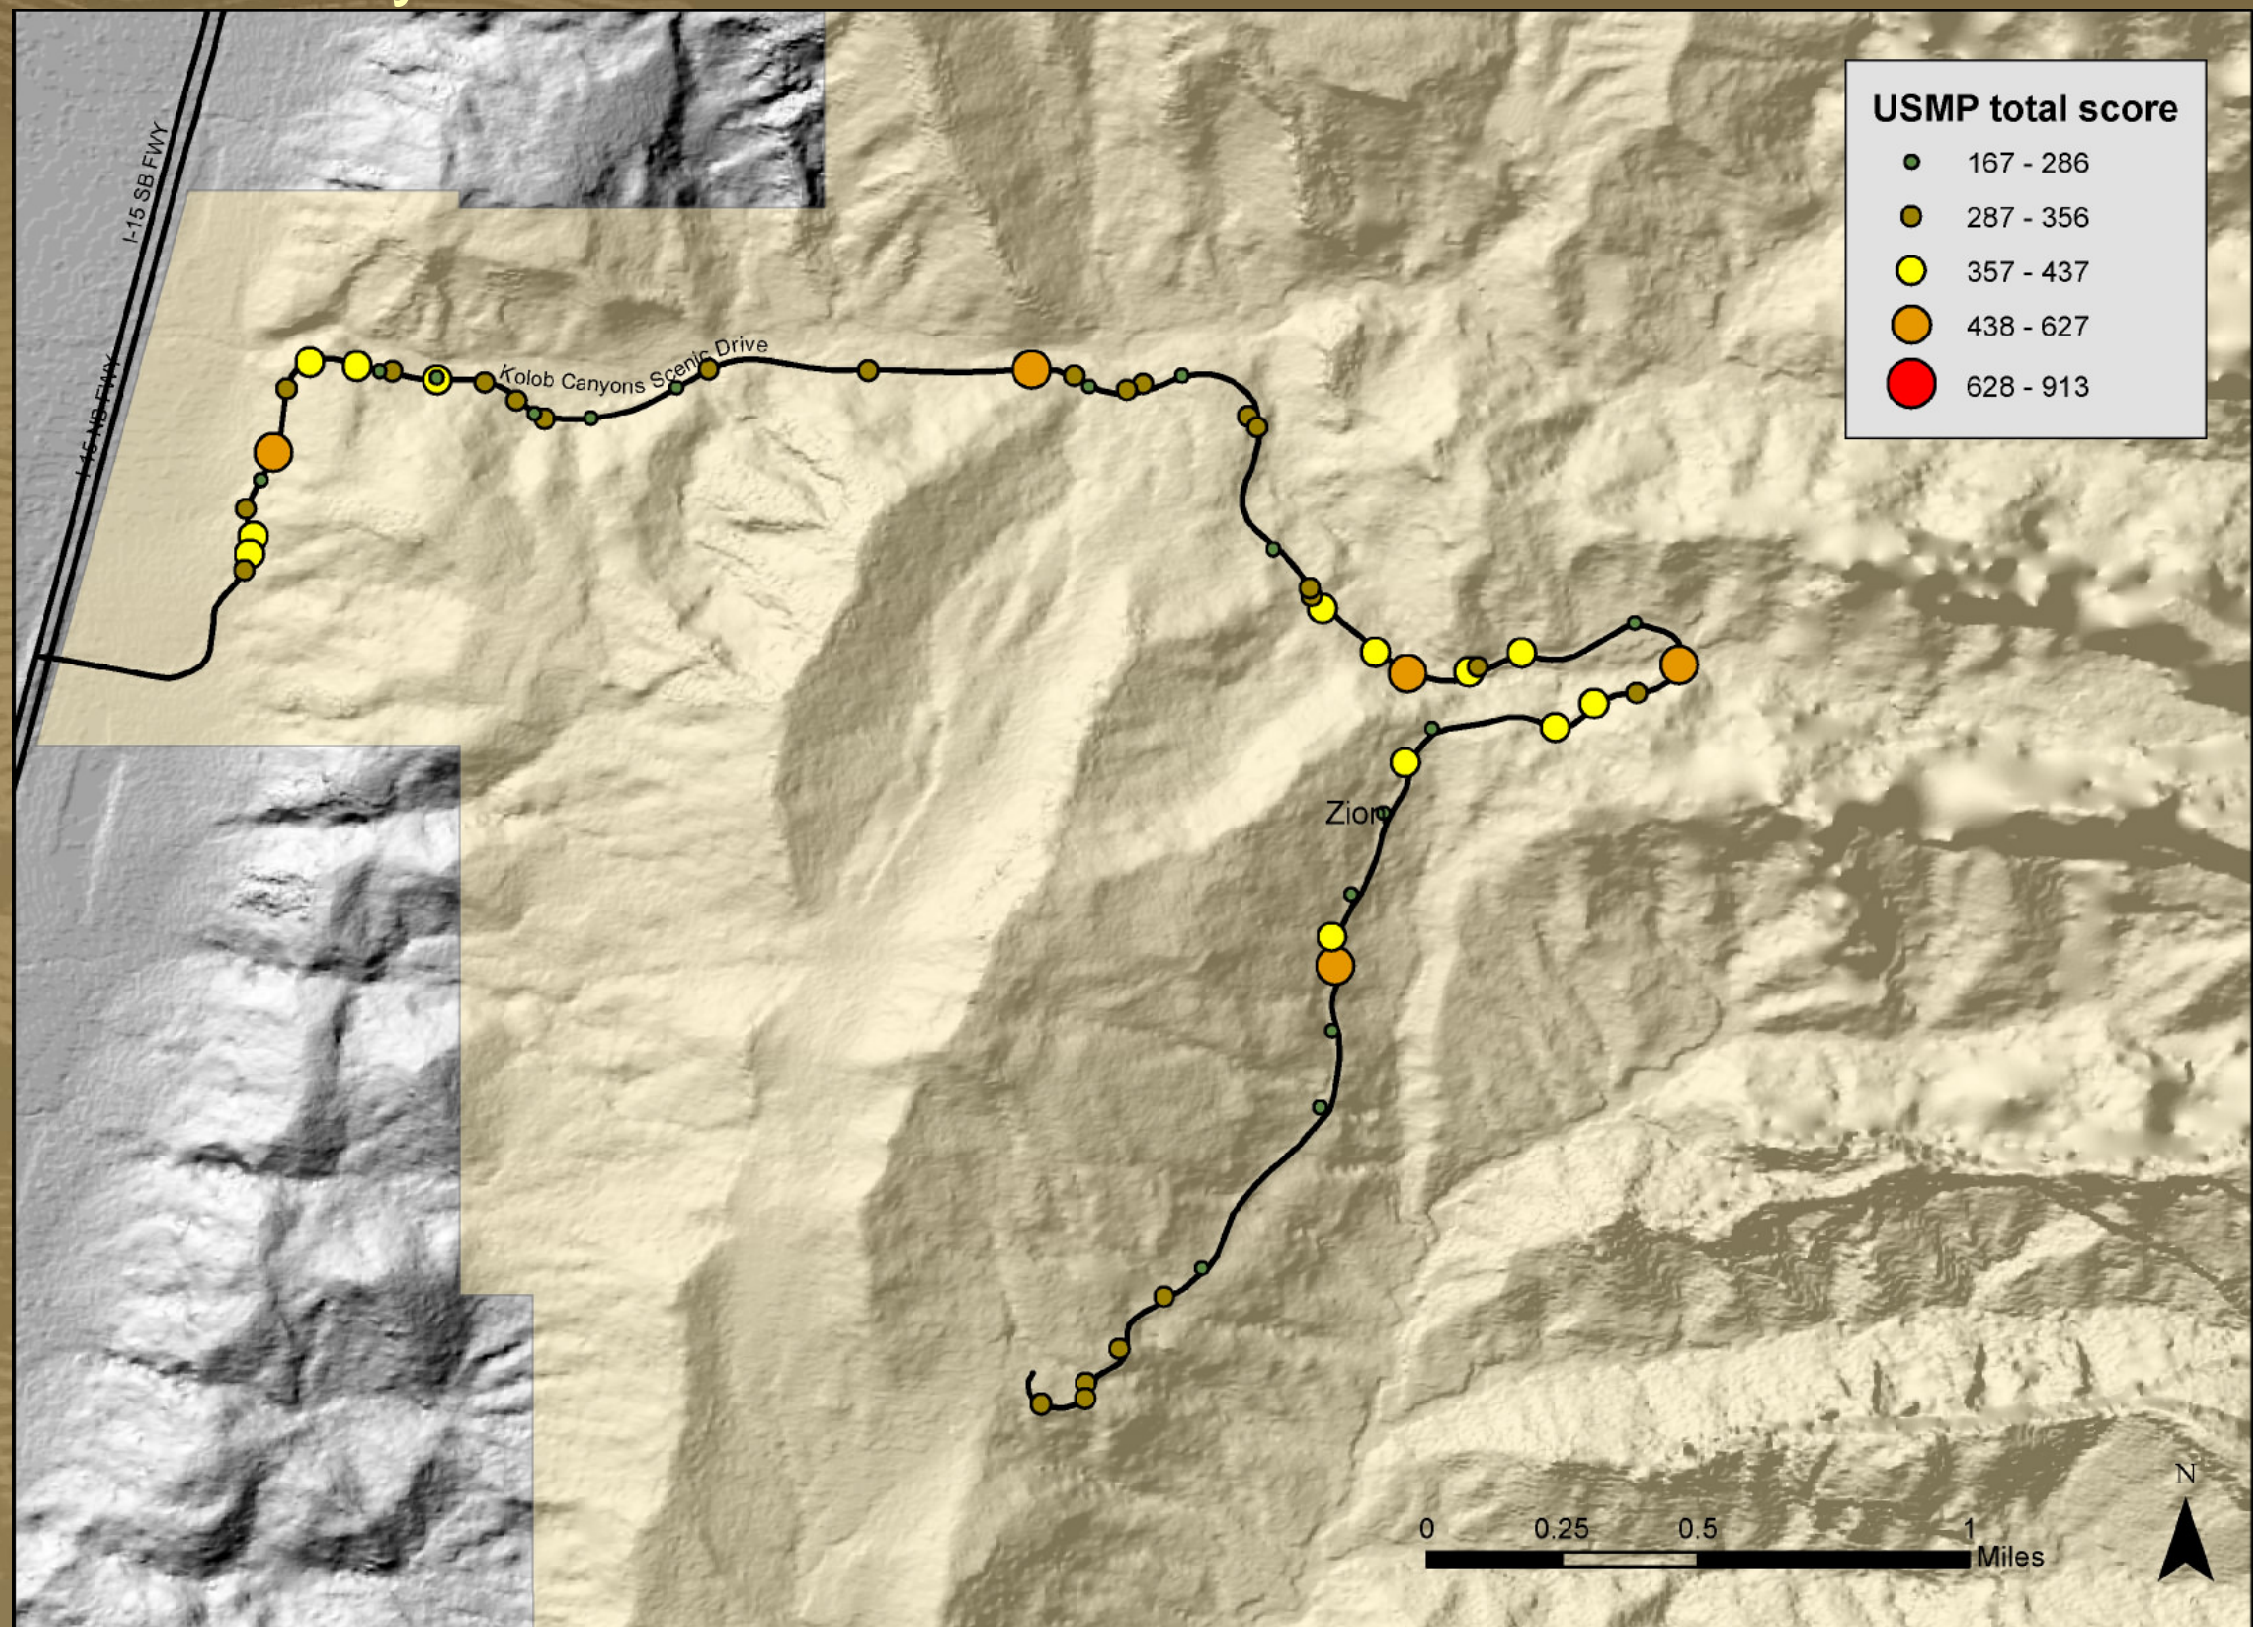 I-15 SB FWY
I-15 NB FWY
Kolob Canyons Scenic Drive
Zion
USMP total score
167 - 286
287 - 356
357 - 437
438 - 627
628 - 913
N
0 0.25 0.5 1
Miles